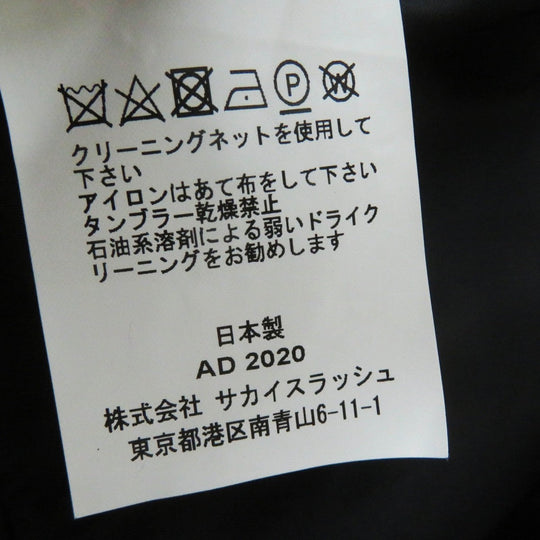 P W
クリーニングネットを使用して
下さい
アイロンはあて布をして下さい
タンブラー乾燥禁止
石油系溶剤による弱いドライク
リーニングをお勧めします
日本製
AD 2020
株式会社 サカイスラッシュ
東京都港区南青山6-11-1